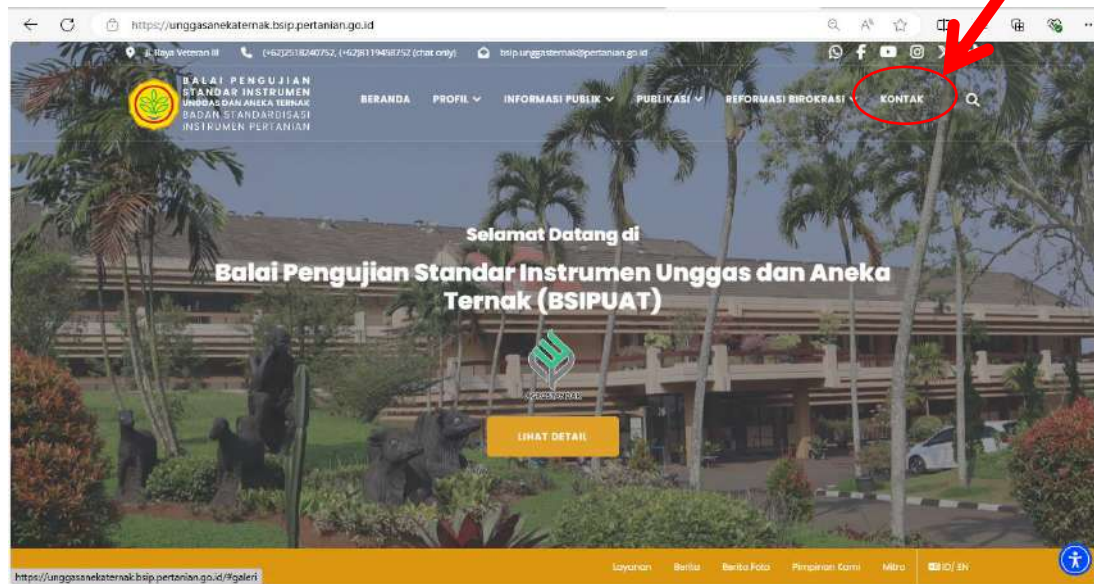 https://unggasanekaternak.bsip.pertanian.go.id
Jl. Raya Veteran III
(+62)2518240752, (+62)8119458752 (chat only)
bsip.unggasternak@pertanian.go.id
BALAI PENGUJIAN
STANDAR INSTRUMEN
UNGGAS DAN ANEKA TERNAK
BADAN STANDARDISASI
INSTRUMEN PERTANIAN
BERANDA PROFIL INFORMASI PUBLIK PUBLIKASI REFORMASI BIROKRASI KONTAK
Selamat Datang di
Balai Pengujian Standar Instrumen Unggas dan Aneka
Ternak (BSIPUAT)
LIHAT DETAIL
Layanan Berita Berita Foto Pimpinan Kami Mitra ID/ EN
https://unggasanekaternak.bsip.pertanian.go.id/#galeri